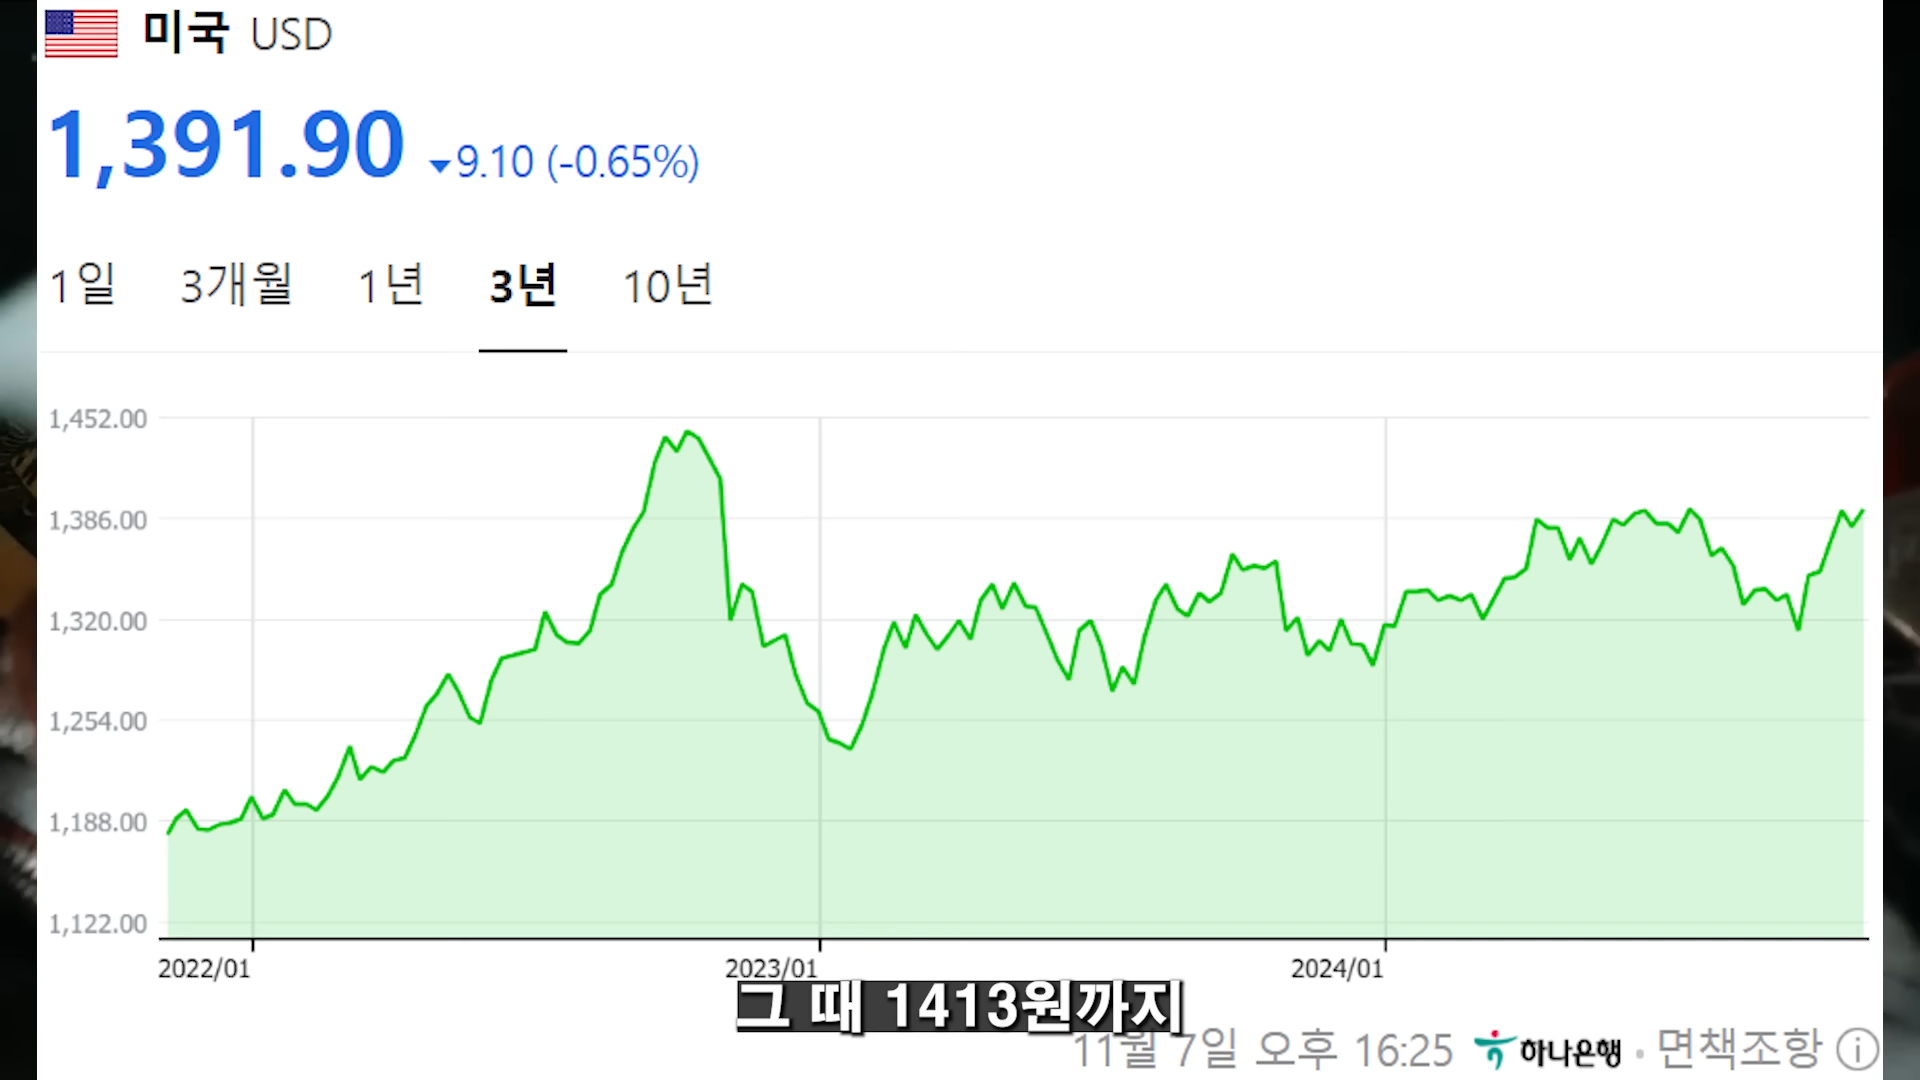 미국 USD
1,391.90 ▼9.10 (-0.65%)
1일 3개월 1년 3년 10년
1,452.00
1,386.00
1,320.00
1,254.00
1,188.00
1,122.00
2022/01 2023/01 2024/01
그 때 1413원까지
11월 7일 오후 16:25 하나은행 · 면책조항 ⓘ